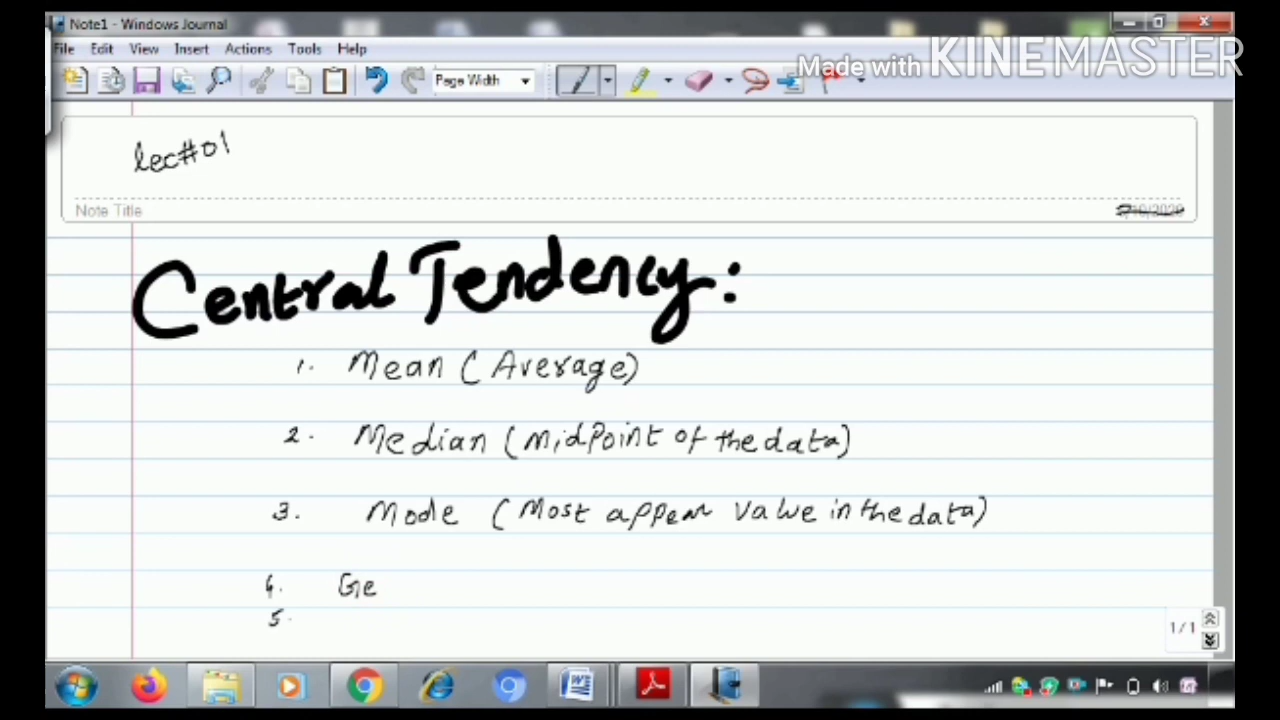 Note1 - Windows Journal
File Edit View Insert Actions Tools Help
Made with KINEMASTER
Page Width
lec#01
Note Title
Central Tendency:
1. Mean (Average)
2. Median (midpoint of the data)
3. Mode (Most appear value in the data)
4. Ge
5.
1/1